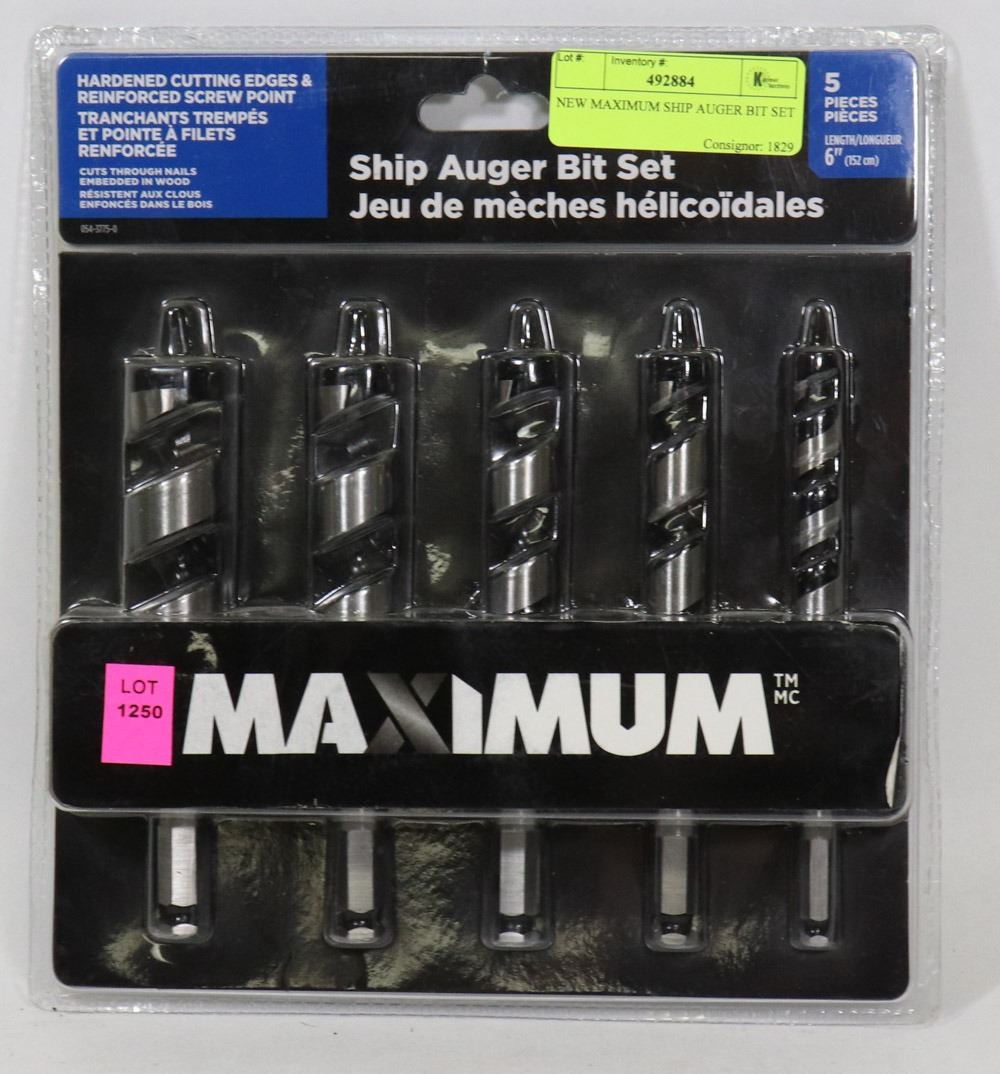 HARDENED CUTTING EDGES &
REINFORCED SCREW POINT
TRANCHANTS TREMPÉS
ET POINTE À FILETS
RENFORCÉE
CUTS THROUGH NAILS
EMBEDDED IN WOOD
RÉSISTENT AUX CLOUS
ENFONCÉS DANS LE BOIS
054-3775-0
Lot #:
Inventory #:
492884
NEW MAXIMUM SHIP AUGER BIT SET
Consignor: 1829
5
PIECES
PIÈCES
LENGTH/LONGUEUR
6" (152 cm)
Ship Auger Bit Set
Jeu de mèches hélicoïdales
LOT
1250
MAXIMUM
TM
MC